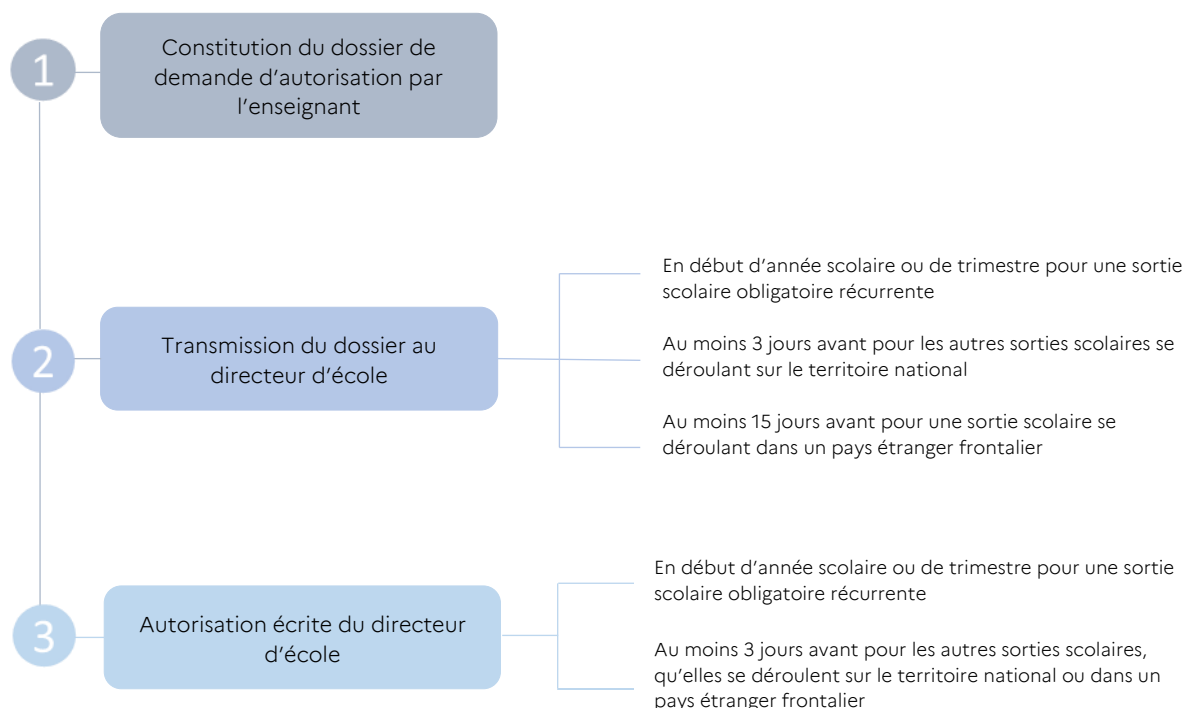 1
Constitution du dossier de
demande d’autorisation par
l’enseignant
2
Transmission du dossier au
directeur d’école
En début d’année scolaire ou de trimestre pour une sortie
scolaire obligatoire récurrente
Au moins 3 jours avant pour les autres sorties scolaires se
déroulant sur le territoire national
Au moins 15 jours avant pour une sortie scolaire se
déroulant dans un pays étranger frontalier
3
Autorisation écrite du directeur
d’école
En début d’année scolaire ou de trimestre pour une sortie
scolaire obligatoire récurrente
Au moins 3 jours avant pour les autres sorties scolaires,
qu’elles se déroulent sur le territoire national ou dans un
pays étranger frontalier